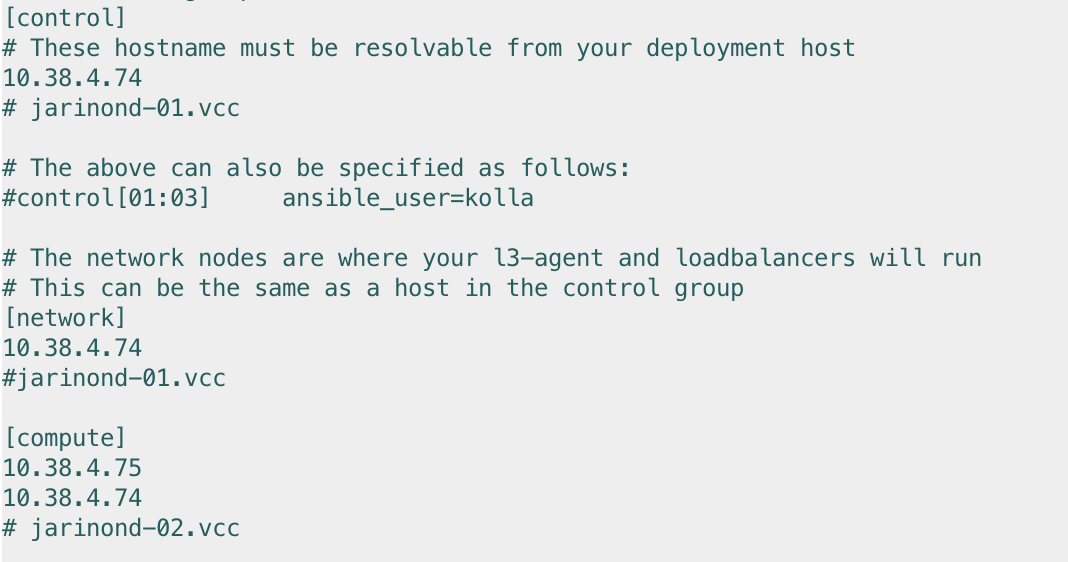 [control]
# These hostname must be resolvable from your deployment host
10.38.4.74
# jarinond-01.vcc
# The above can also be specified as follows:
#control[01:03]     ansible_user=kolla
# The network nodes are where your l3-agent and loadbalancers will run
# This can be the same as a host in the control group
[network]
10.38.4.74
#jarinond-01.vcc
[compute]
10.38.4.75
10.38.4.74
# jarinond-02.vcc